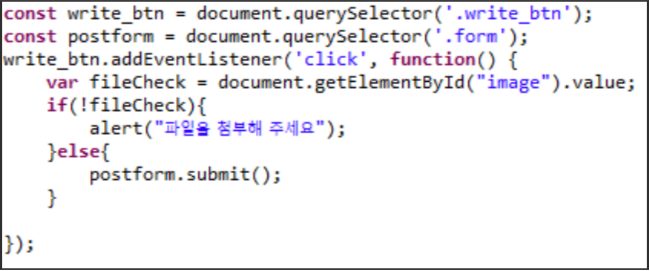 const write_btn = document.querySelector('.write_btn');
const postform = document.querySelector('.form');
write_btn.addEventListener('click', function() {
    var fileCheck = document.getElementById("image").value;
    if(!fileCheck){
        alert("파일을 첨부해 주세요");
    }else{
        postform.submit();
    }
});